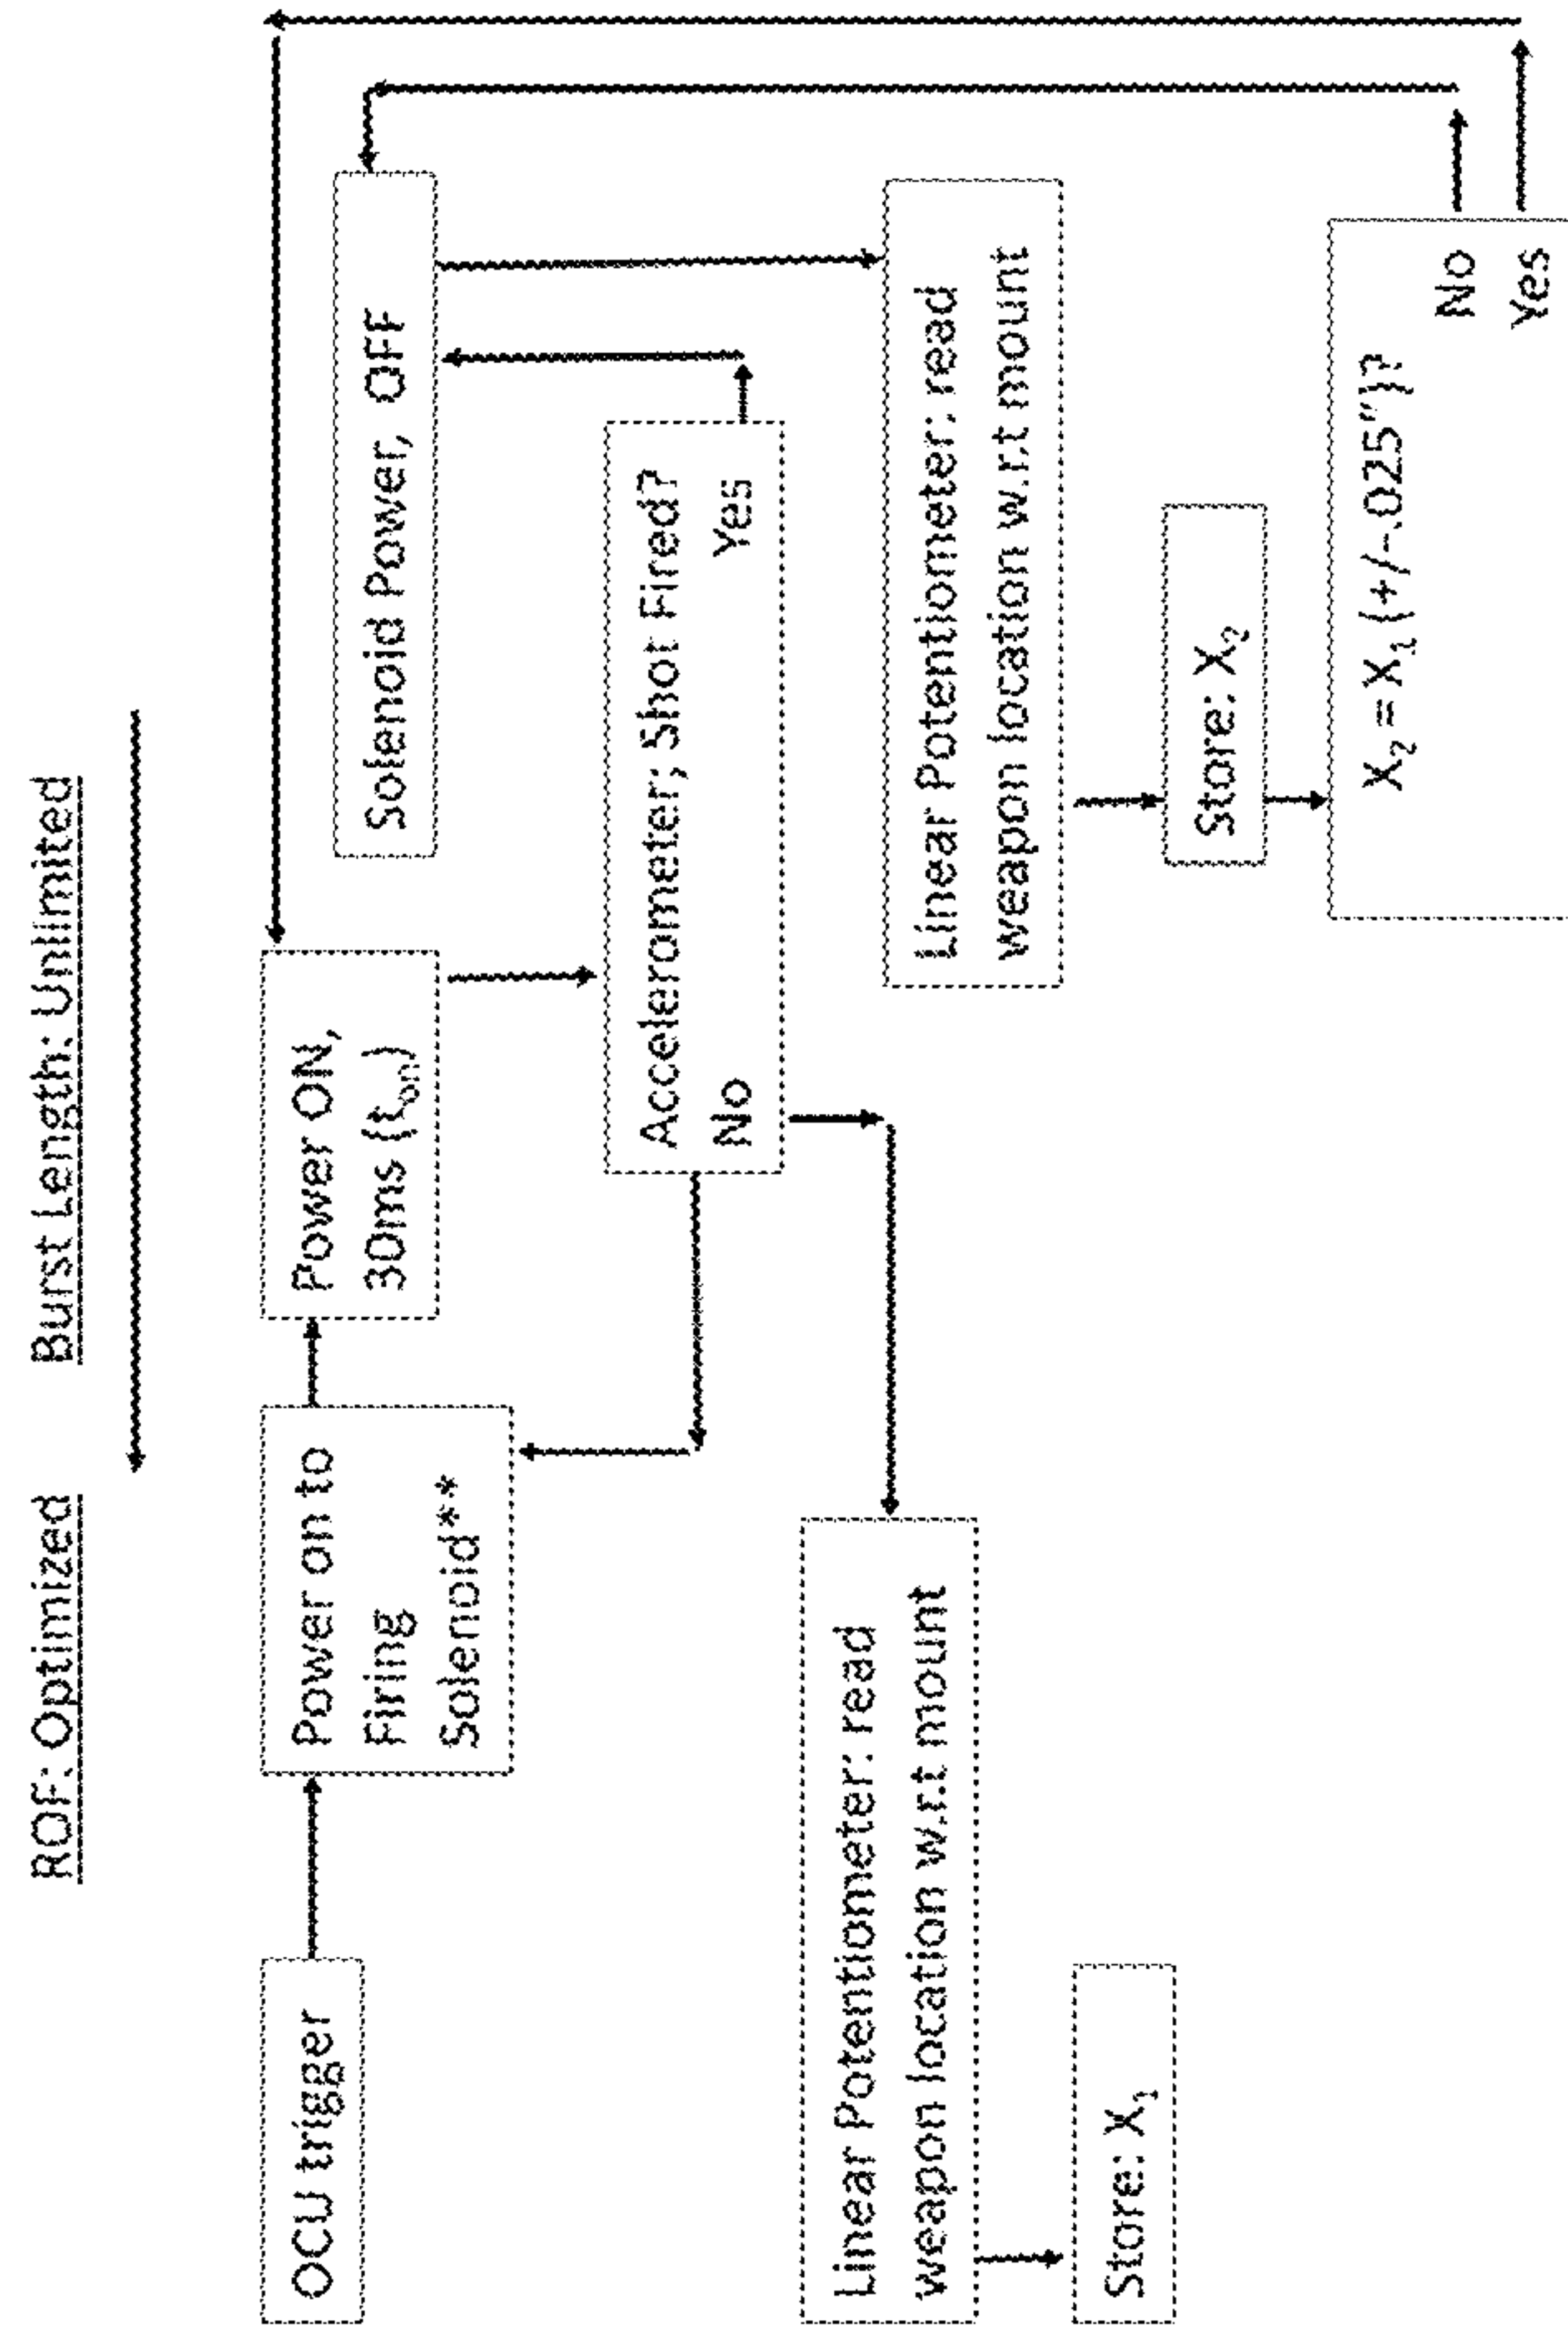 ROF: Optimized
Burst Length: Unlimited
OCU trigger
Power on to
Firing
Solenoid**
Power ON,
30ms (tₒₙ)
Solenoid Power, OFF
Accelerometer; Shot Fired?
No
Yes
Linear Potentiometer: read
weapon location w.r.t mount
Store: X₁
Linear Potentiometer: read
weapon location w.r.t mount
Store: X₂
X₂ = X₁ (+/-.025")?
No
Yes